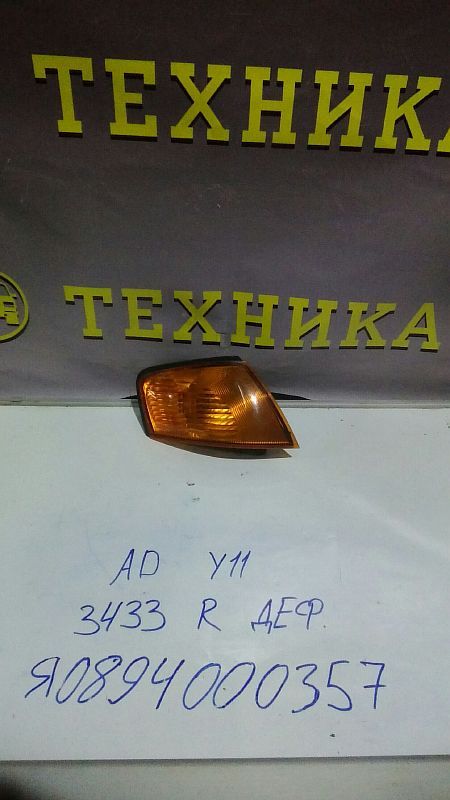 ТЕХНИКА
ТЕХНИКА
AD Y11
3433 R ДЕФ.
Я0894000357